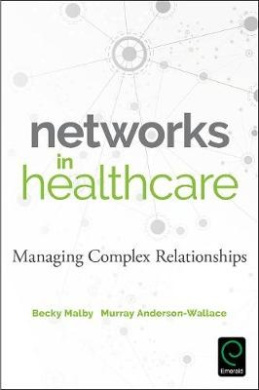 networks
in
healthcare
Managing Complex Relationships
Becky Malby Murray Anderson-Wallace
Emerald